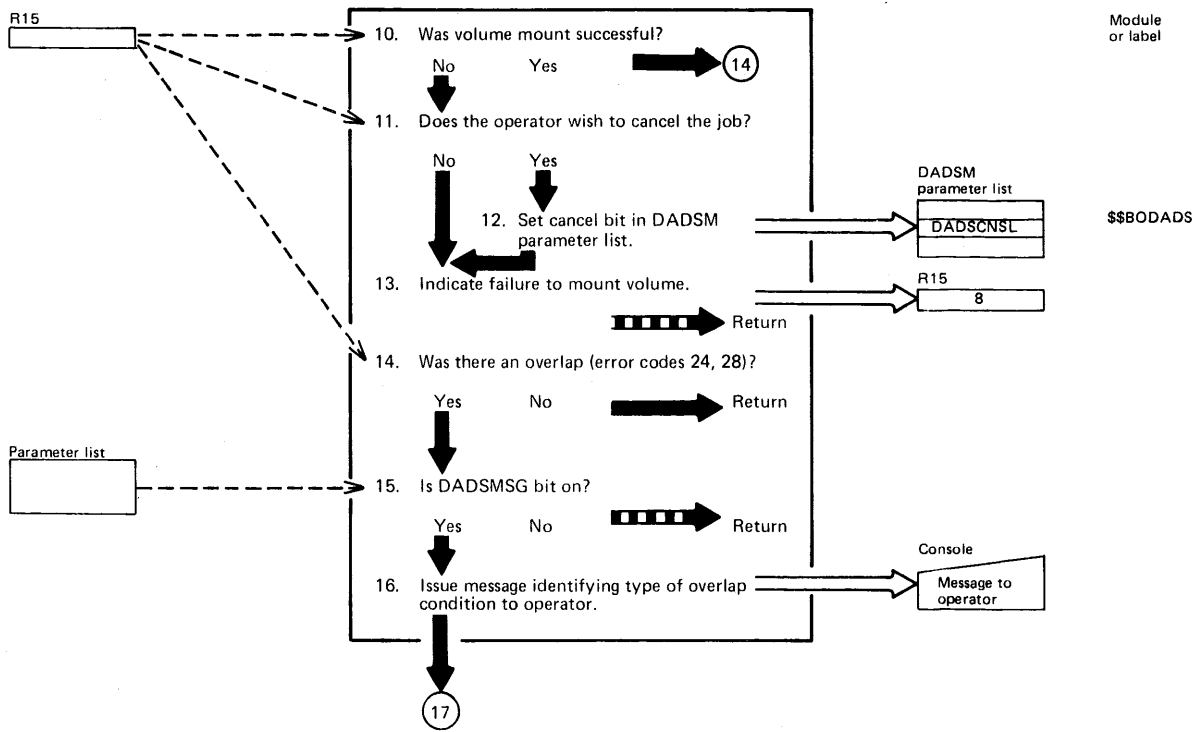 R15
Module
or label
10. Was volume mount successful?
No Yes 14
11. Does the operator wish to cancel the job?
No Yes
DADSM
parameter list
12. Set cancel bit in DADSM
parameter list.
DADSCNSL
$$BODADS
13. Indicate failure to mount volume.
R15
8
Return
14. Was there an overlap (error codes 24, 28)?
Yes No Return
Parameter list
15. Is DADSMSG bit on?
Yes No Return
Console
16. Issue message identifying type of overlap
condition to operator.
Message to
operator
17